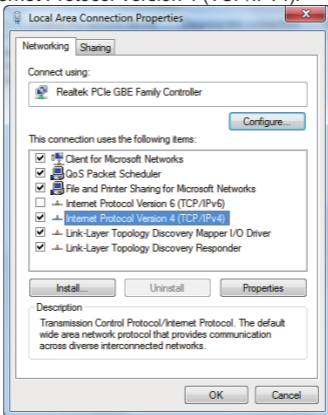 Local Area Connection Properties
Networking Sharing
Connect using:
Realtek PCIe GBE Family Controller
Configure...
This connection uses the following items:
Client for Microsoft Networks
QoS Packet Scheduler
File and Printer Sharing for Microsoft Networks
Internet Protocol Version 6 (TCP/IPv6)
Internet Protocol Version 4 (TCP/IPv4)
Link-Layer Topology Discovery Mapper I/O Driver
Link-Layer Topology Discovery Responder
Install... Uninstall Properties
Description
Transmission Control Protocol/Internet Protocol. The default
wide area network protocol that provides communication
across diverse interconnected networks.
OK Cancel